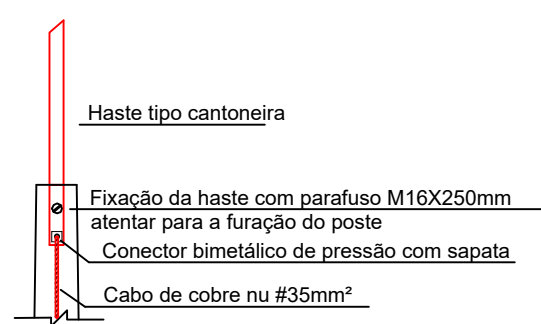 Haste tipo cantoneira
Fixação da haste com parafuso M16X250mm
atentar para a furação do poste
Conector bimetálico de pressão com sapata
Cabo de cobre nu #35mm²